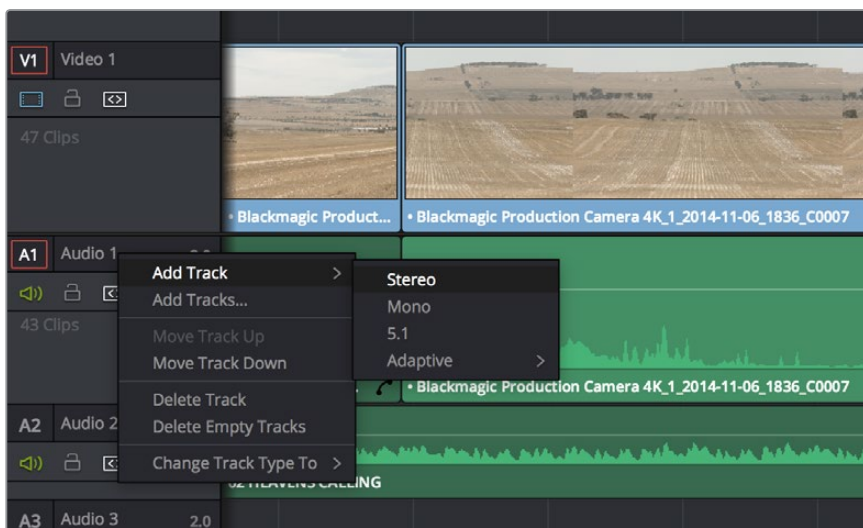 V1 Video 1
47 Clips
• Blackmagic Product...
• Blackmagic Production Camera 4K_1_2014-11-06_1836_C0007
A1 Audio 1
43 Clips
Add Track >
Add Tracks...
Move Track Up
Move Track Down
Delete Track
Delete Empty Tracks
Change Track Type To >
Stereo
Mono
5.1
Adaptive >
• Blackmagic Production Camera 4K_1_2014-11-06_1836_C0007
A2 Audio 2
HEAVENS CALLING
A3 Audio 3 2.0